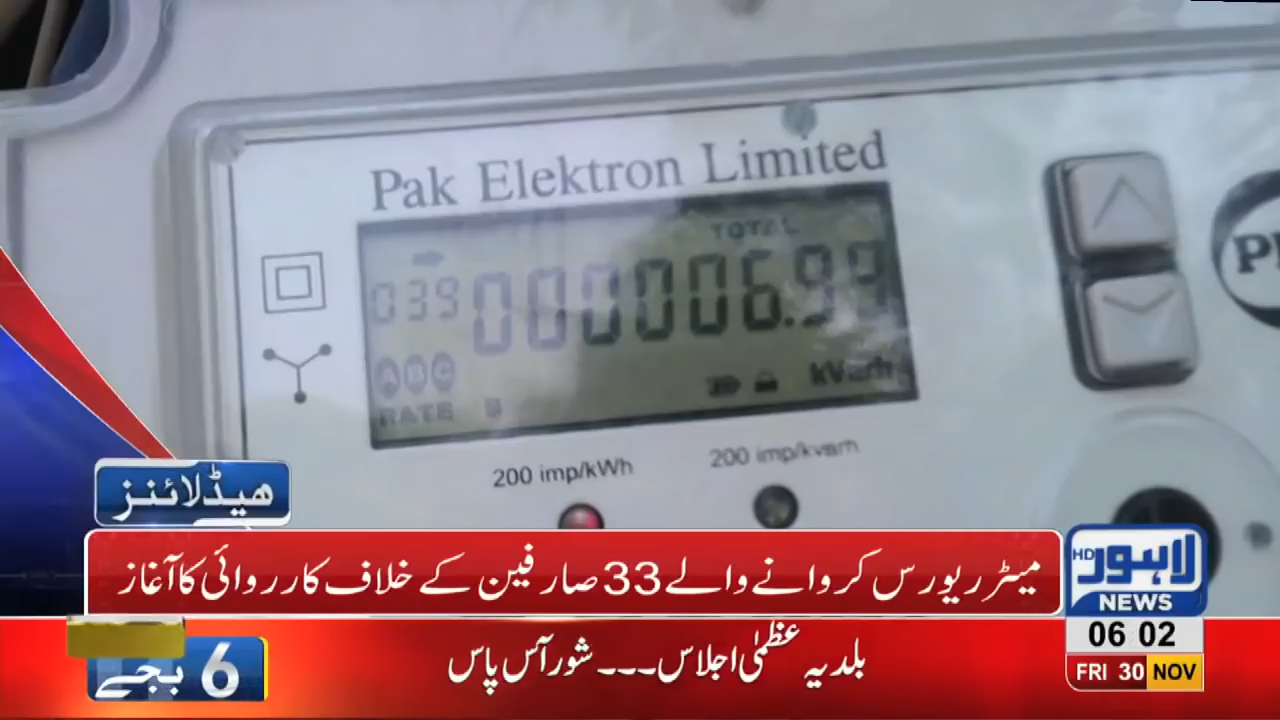 Pak Elektron Limited
TOTAL
039 000006.99
ABC
kVarh
RATE
200 imp/kWh
200 imp/kvarh
ھیڈلائنز
میٹر ریورس کروانے والے 33 صارفین کے خلاف کارروائی کا آغاز
HD لاہور
NEWS
06 02
FRI 30 NOV
بلدیہ عظمیٰ اجلاس۔۔۔شور آس پاس
6 بجے